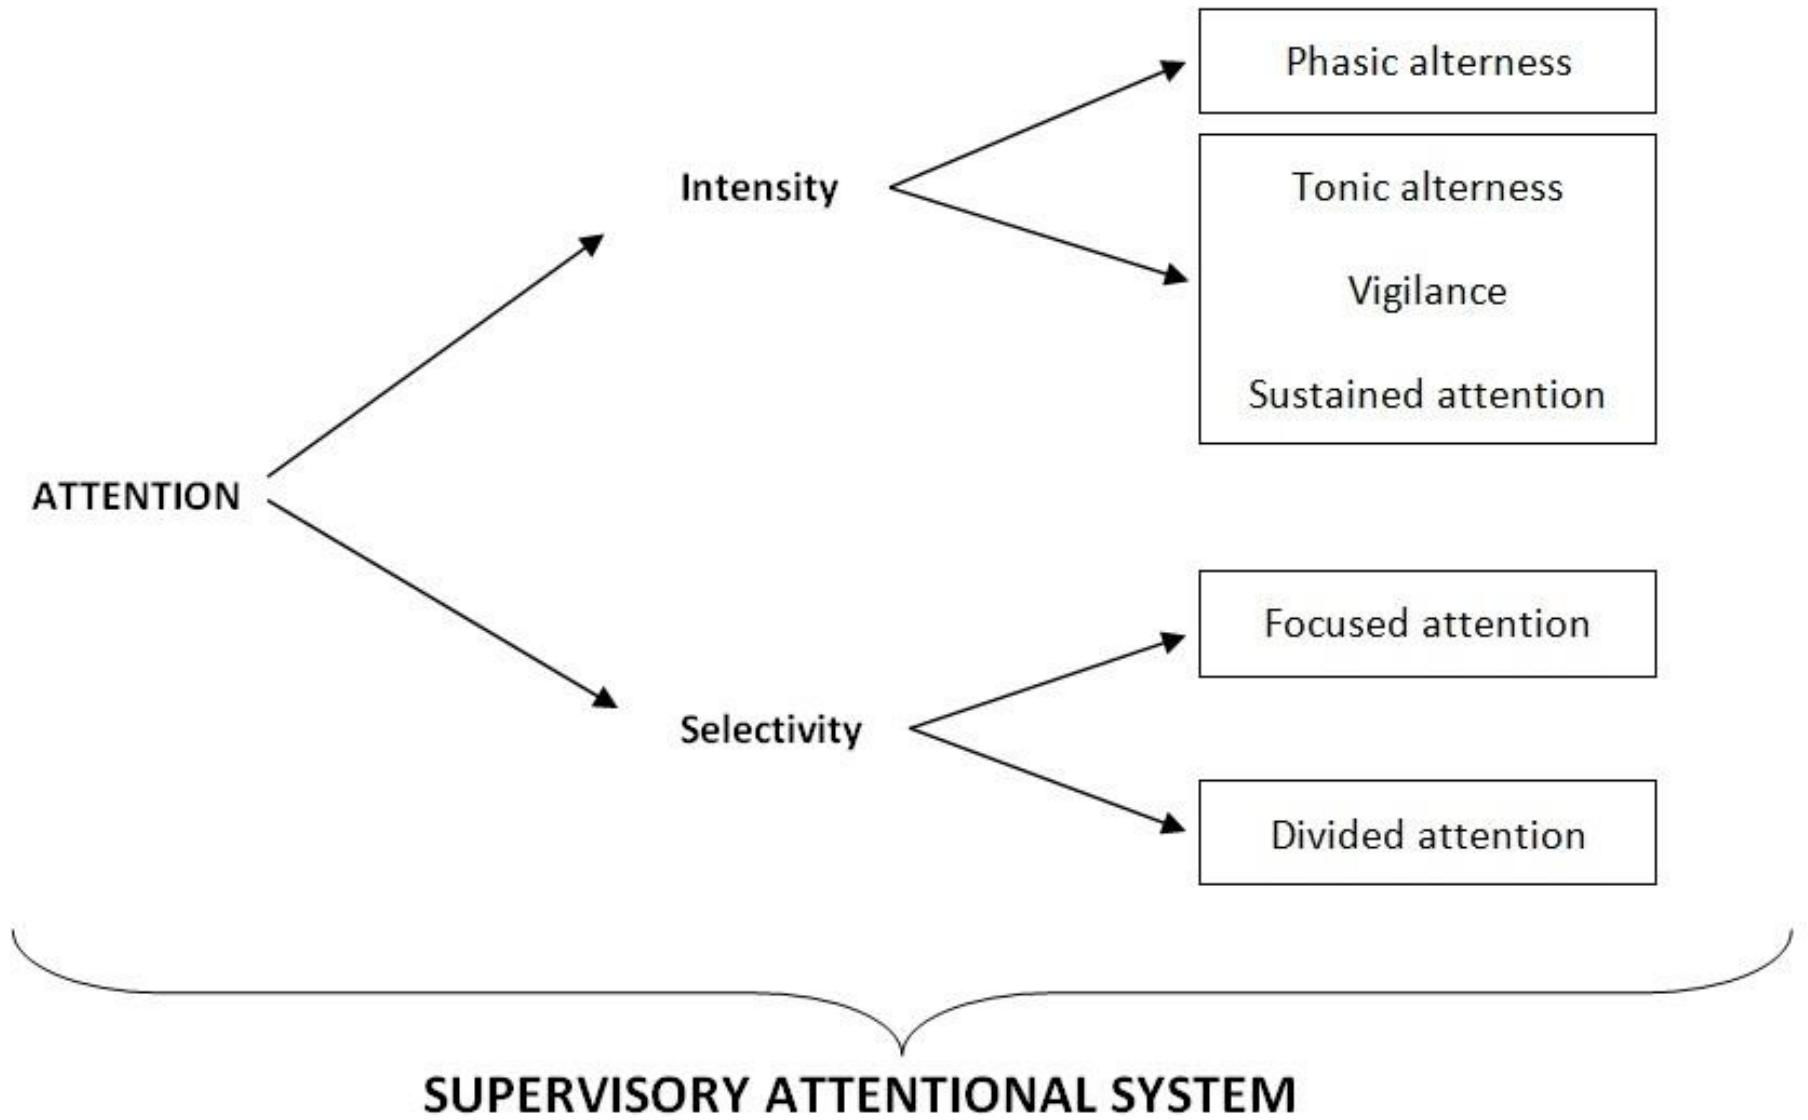 Phasic alterness
Intensity
Tonic alterness
Vigilance
Sustained attention
ATTENTION
Focused attention
Selectivity
Divided attention
SUPERVISORY ATTENTIONAL SYSTEM